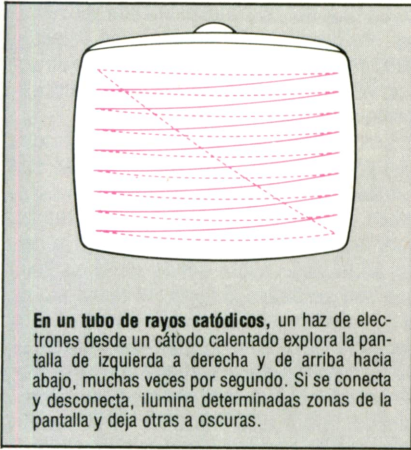 En un tubo de rayos catódicos, un haz de elec-
trones desde un cátodo calentado explora la pan-
talla de izquierda a derecha y de arriba hacia
abajo, muchas veces por segundo. Si se conecta
y desconecta, ilumina determinadas zonas de la
pantalla y deja otras a oscuras.